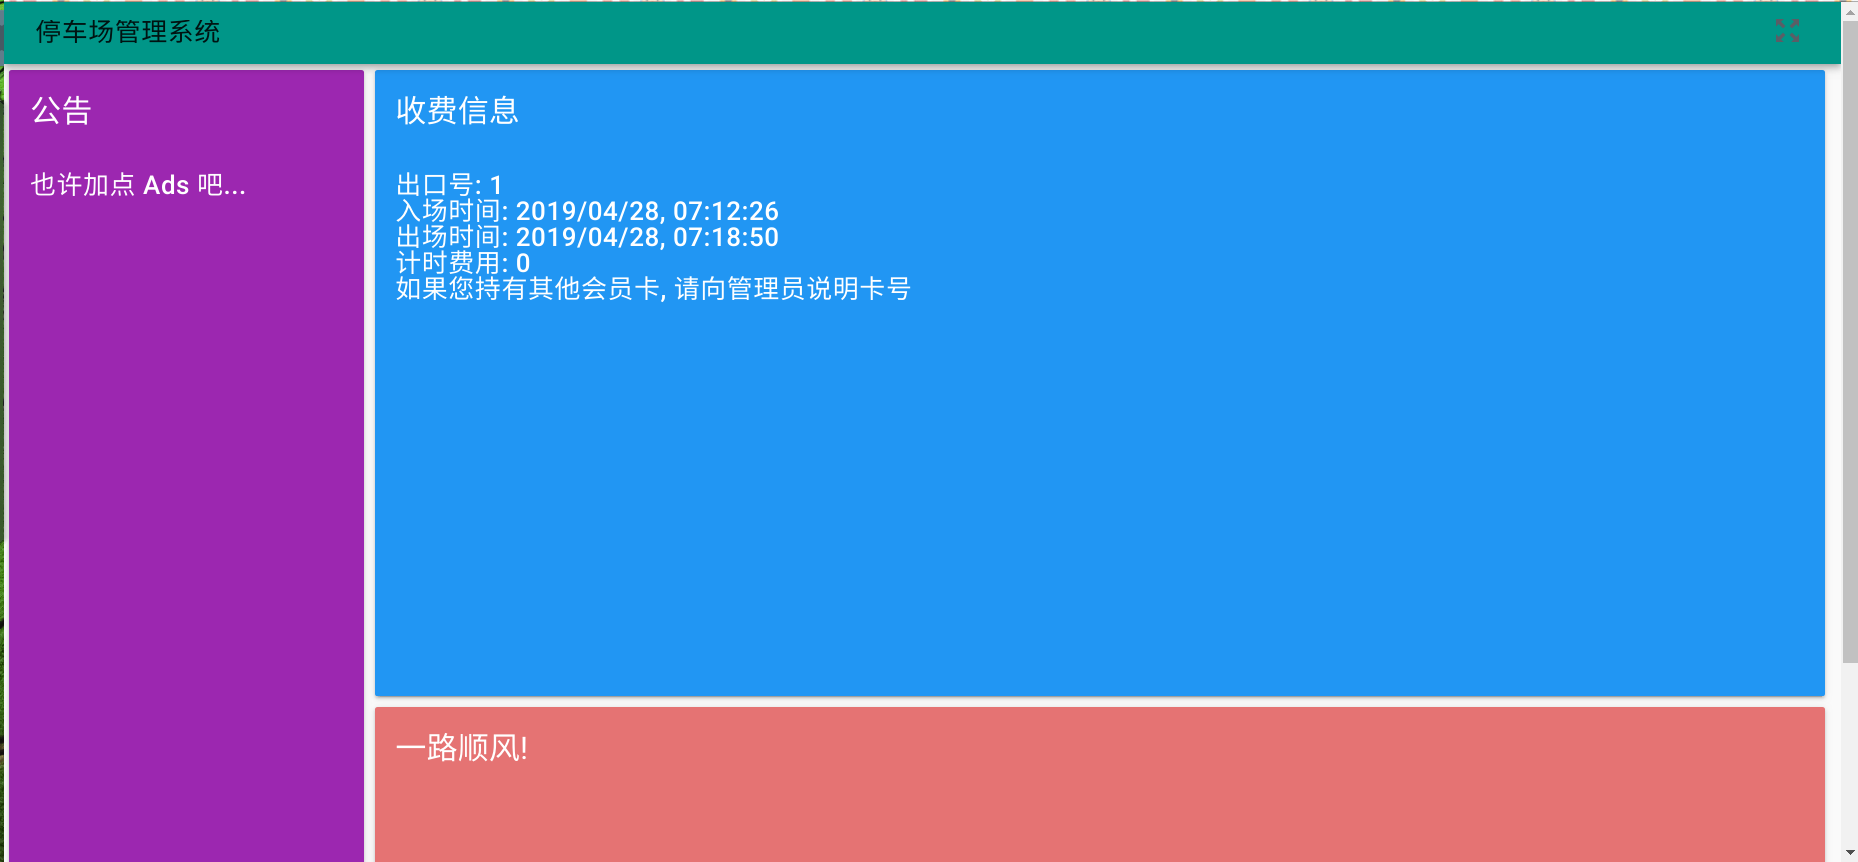 停车场管理系统
公告
也许加点 Ads 吧...
收费信息
出口号: 1
入场时间: 2019/04/28, 07:12:26
出场时间: 2019/04/28, 07:18:50
计时费用: 0
如果您持有其他会员卡, 请向管理员说明卡号
一路顺风!